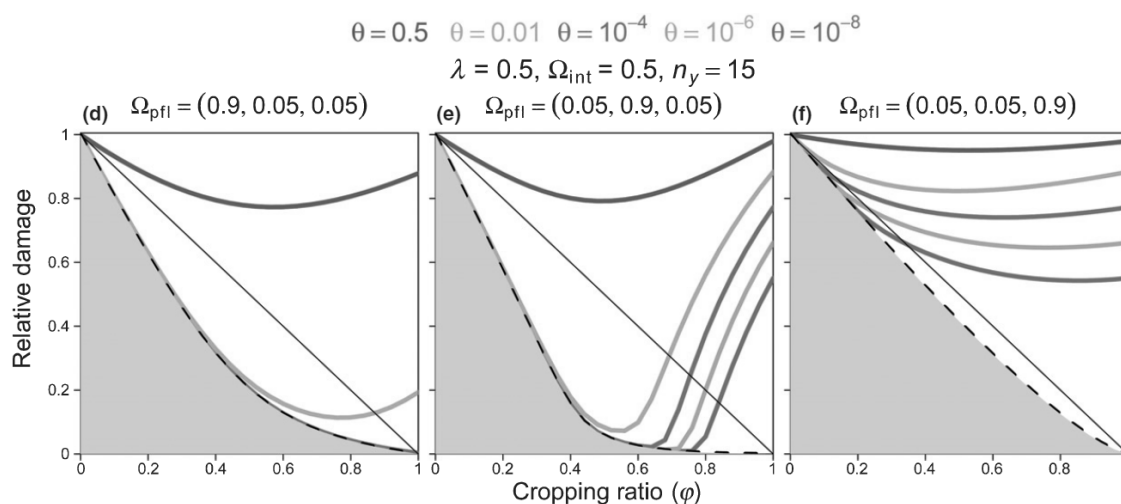 θ = 0.5 θ = 0.01 θ = 10⁻⁴ θ = 10⁻⁶ θ = 10⁻⁸
λ = 0.5, Ω_int = 0.5, n_y = 15
(d) Ω_pfl = (0.9, 0.05, 0.05)
(e) Ω_pfl = (0.05, 0.9, 0.05)
(f) Ω_pfl = (0.05, 0.05, 0.9)
Relative damage
1
0.8
0.6
0.4
0.2
0
0 0.2 0.4 0.6 0.8 1
0 0.2 0.4 0.6 0.8 1
0 0.2 0.4 0.6 0.8
Cropping ratio (φ)